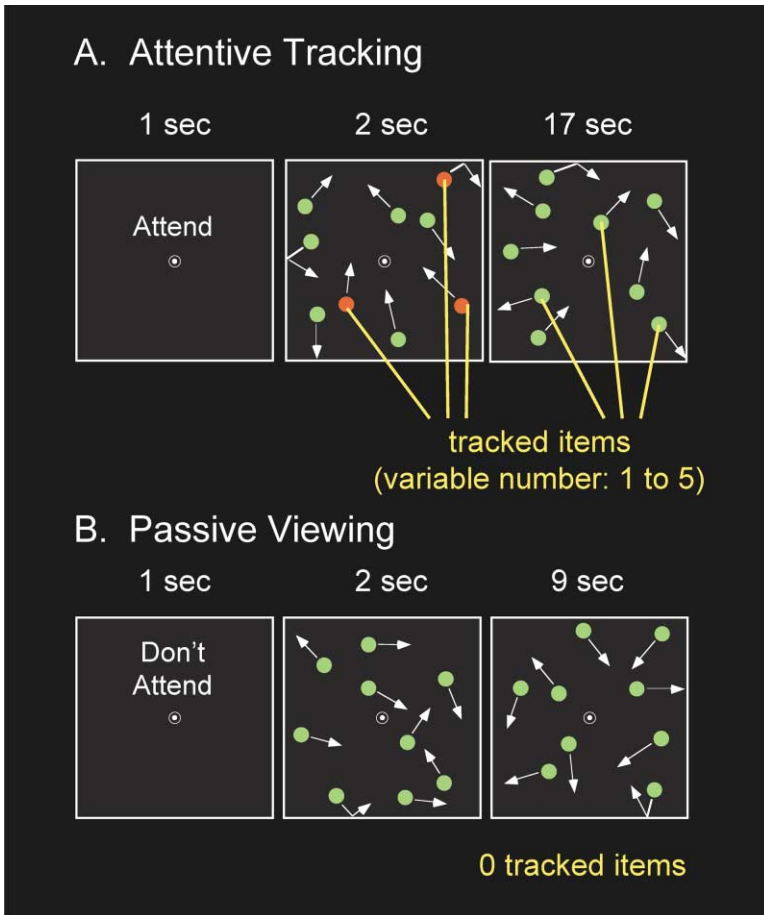 A. Attentive Tracking
1 sec
2 sec
17 sec
Attend
tracked items
(variable number: 1 to 5)
B. Passive Viewing
1 sec
2 sec
9 sec
Don't
Attend
0 tracked items